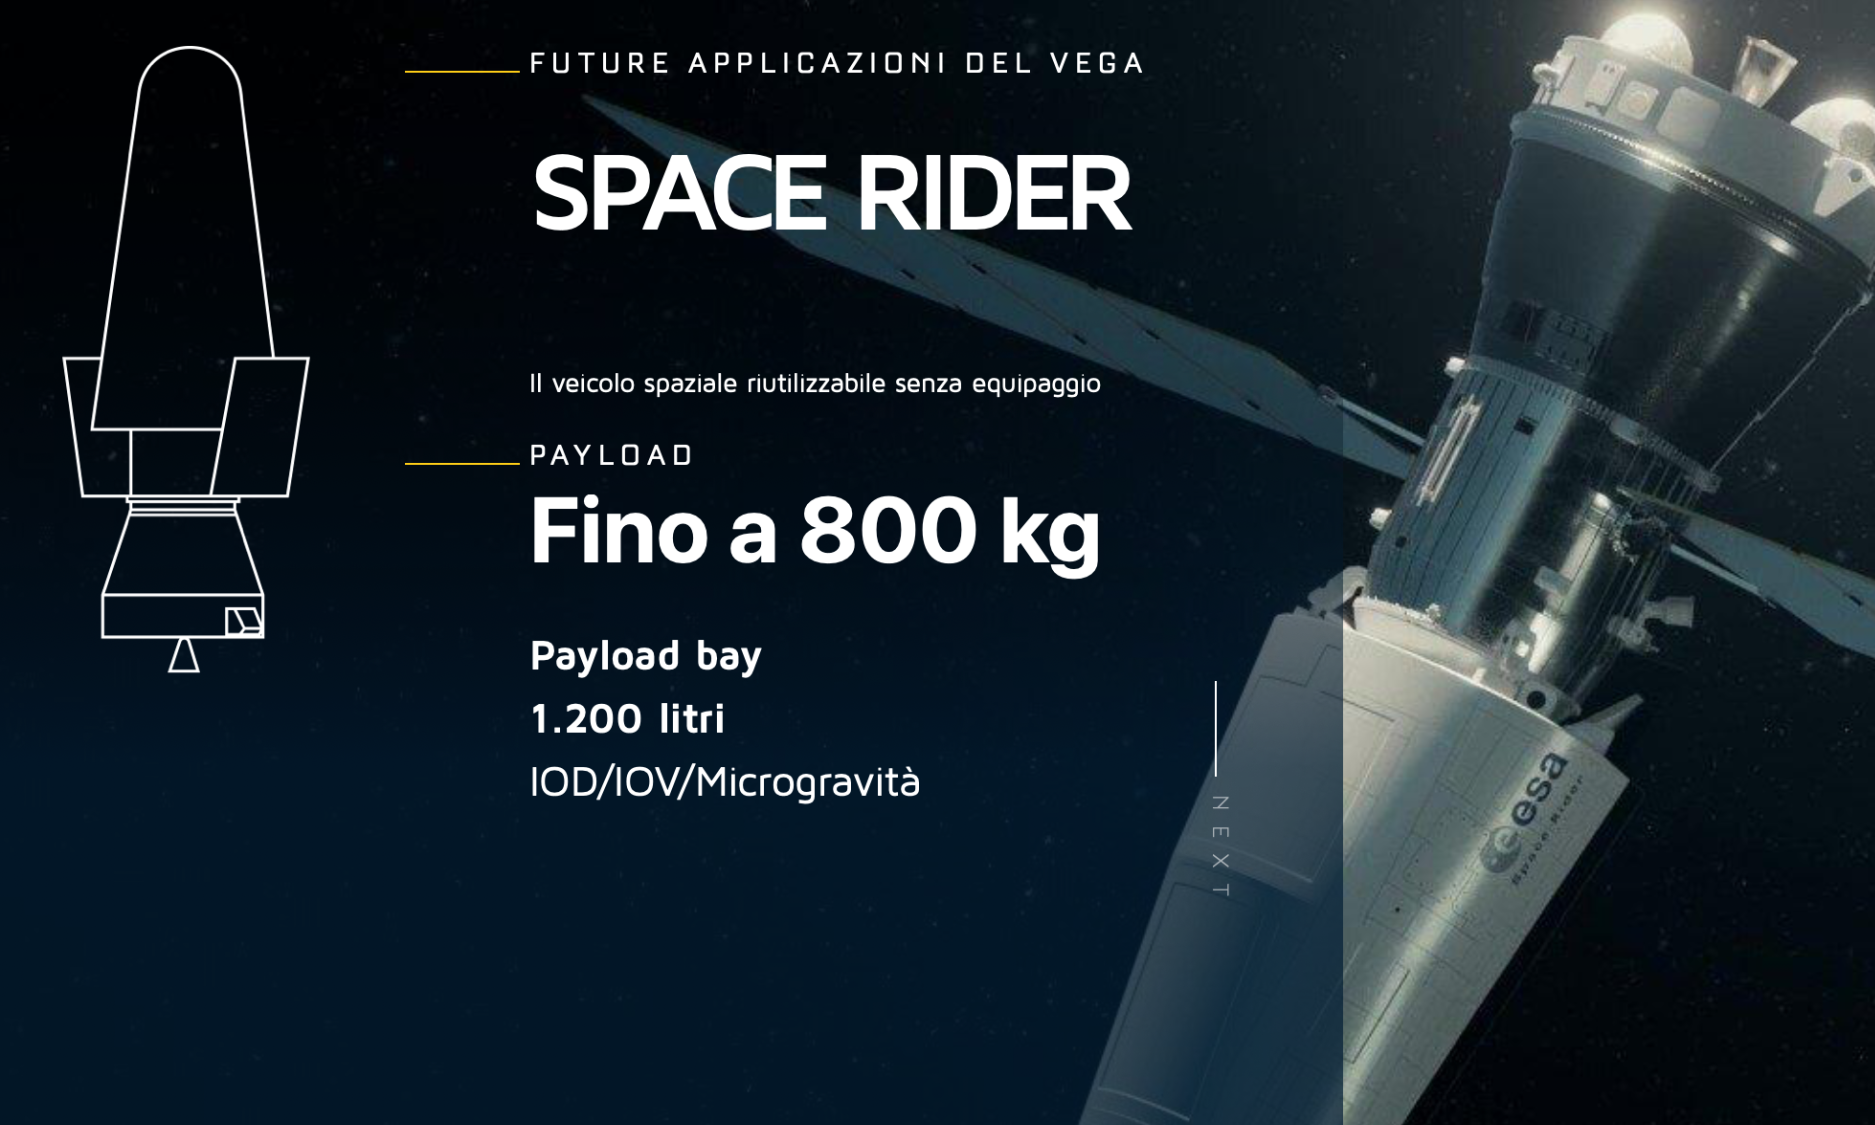 FUTURE APPLICAZIONI DEL VEGA
SPACE RIDER
Il veicolo spaziale riutilizzabile senza equipaggio
PAYLOAD
Fino a 800 kg
Payload bay
1.200 litri
IOD/IOV/Microgravità
NEXT
esa
Space Rider